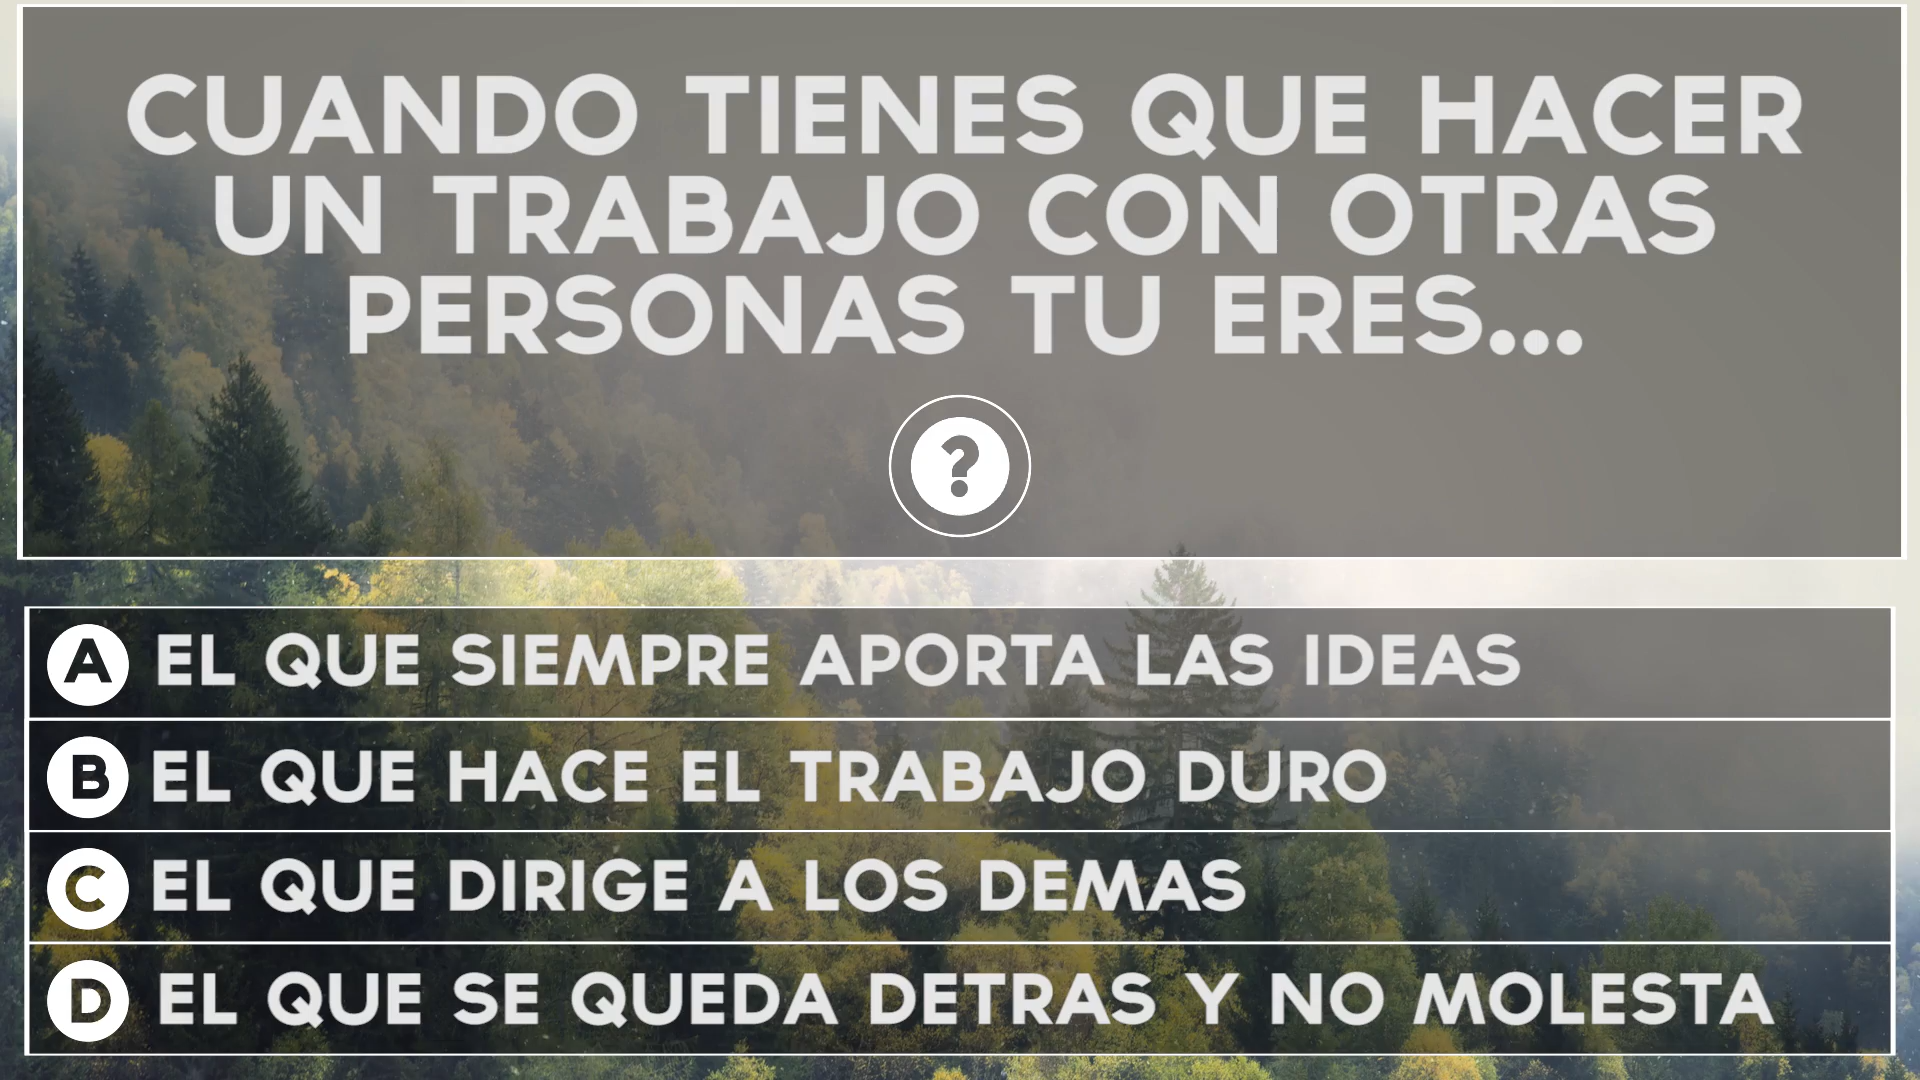 CUANDO TIENES QUE HACER
UN TRABAJO CON OTRAS
PERSONAS TU ERES...
?
A EL QUE SIEMPRE APORTA LAS IDEAS
B EL QUE HACE EL TRABAJO DURO
C EL QUE DIRIGE A LOS DEMAS
D EL QUE SE QUEDA DETRAS Y NO MOLESTA